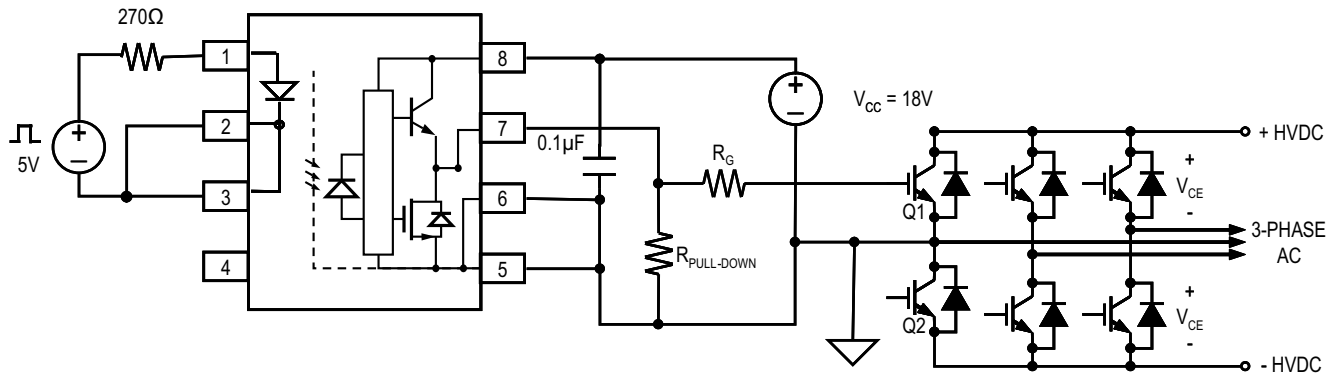 270Ω
5V
1
2
3
4
8
7
6
5
0.1µF
+
−
V_CC = 18V
R_G
R_PULL-DOWN
Q1
Q2
+ HVDC
+
V_CE
-
3-PHASE
AC
+
V_CE
-
- HVDC
+
−